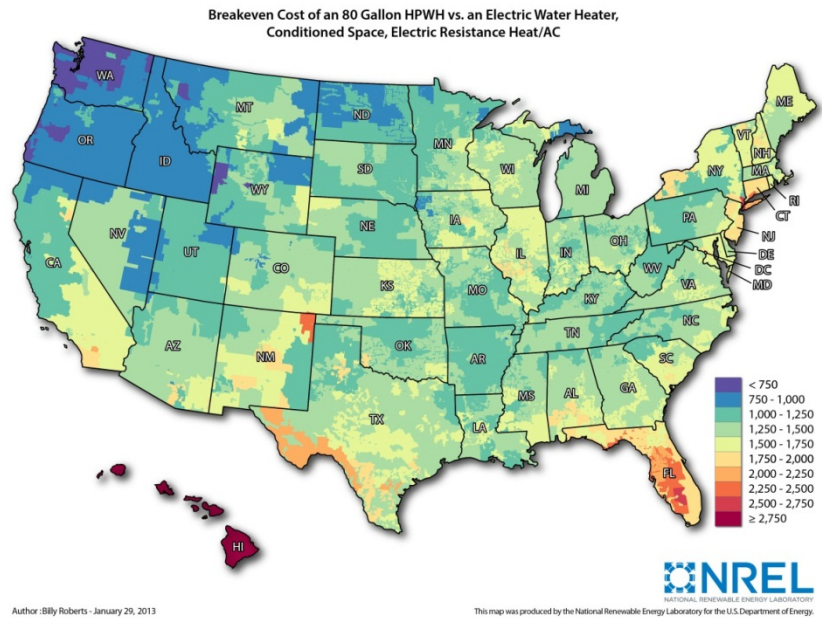 Breakeven Cost of an 80 Gallon HPWH vs. an Electric Water Heater,
Conditioned Space, Electric Resistance Heat/AC
WA
MT
ND
MN
ME
OR
ID
WY
SD
WI
MI
NY
VT
NH
MA
RI
CT
NV
UT
CO
NE
IA
IL
IN
OH
PA
NJ
DE
DC
MD
CA
AZ
NM
KS
MO
KY
WV
VA
OK
AR
TN
NC
SC
TX
LA
MS
AL
GA
FL
HI
< 750
750 - 1,000
1,000 - 1,250
1,250 - 1,500
1,500 - 1,750
1,750 - 2,000
2,000 - 2,250
2,250 - 2,500
2,500 - 2,750
≥ 2,750
NREL
NATIONAL RENEWABLE ENERGY LABORATORY
Author : Billy Roberts - January 29, 2013
This map was produced by the National Renewable Energy Laboratory for the U.S. Department of Energy.